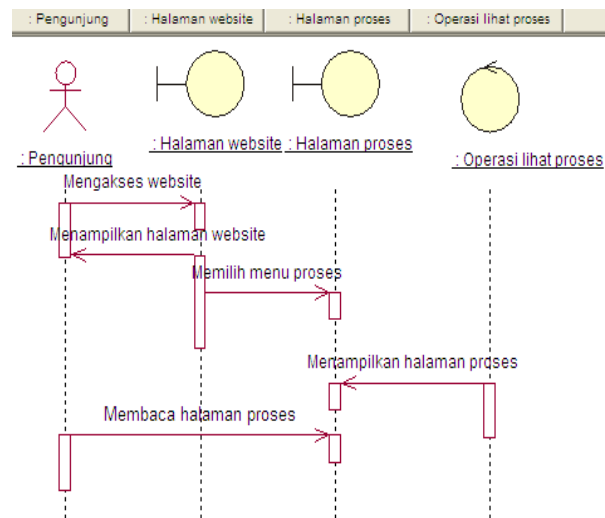 : Pengunjung : Halaman website : Halaman proses : Operasi lihat proses
: Pengunjung : Halaman website : Halaman proses : Operasi lihat proses
Mengakses website
Menampilkan halaman website
Memilih menu proses
Menampilkan halaman proses
Membaca halaman proses